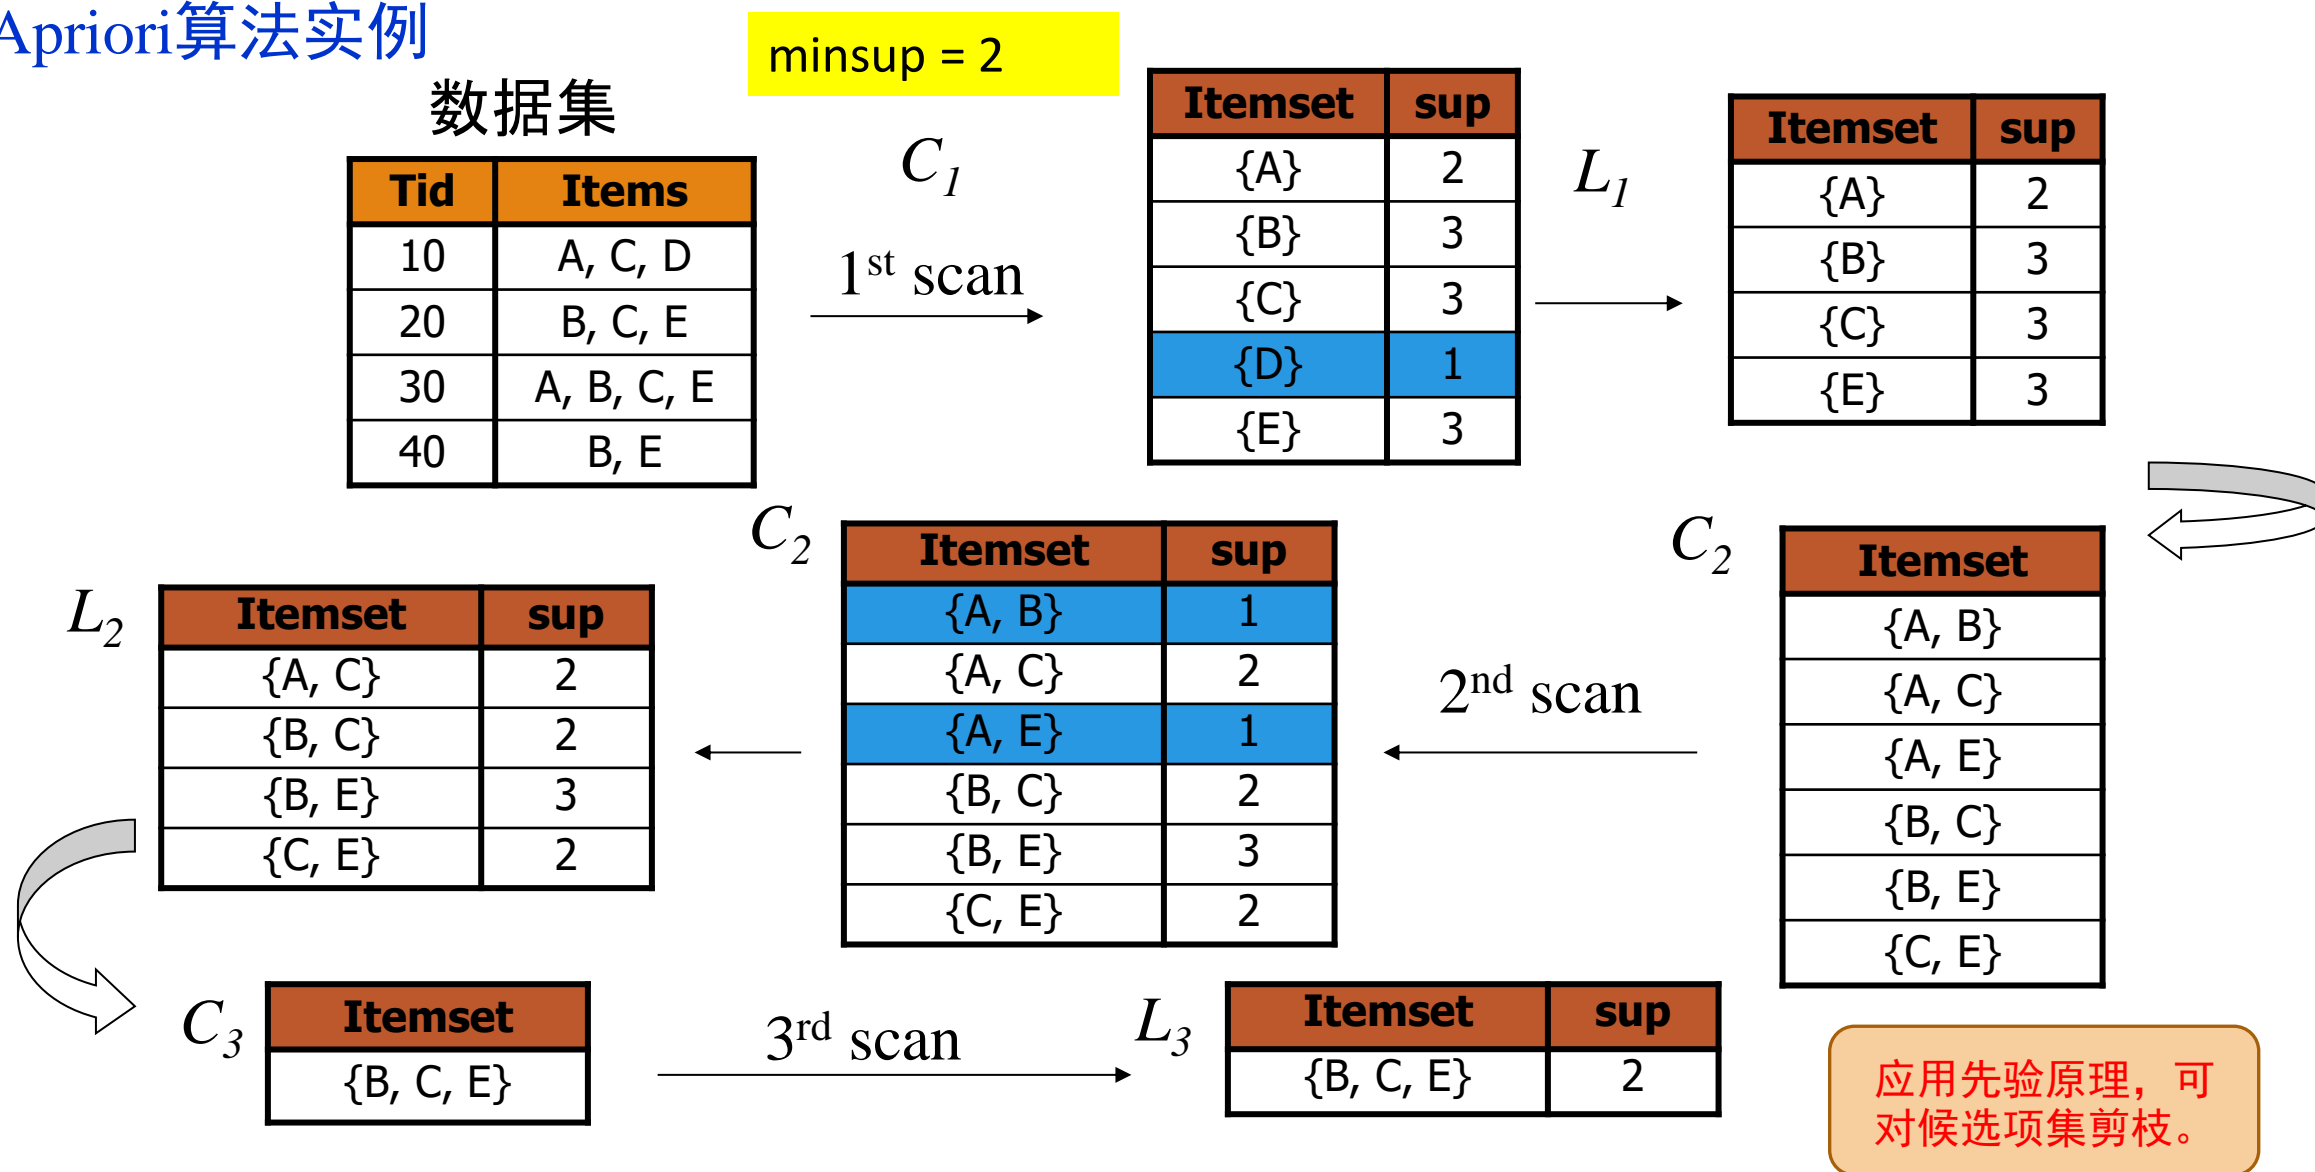 Apriori算法实例
minsup = 2
数据集
Tid Items
10 A, C, D
20 B, C, E
30 A, B, C, E
40 B, E
C1
1st scan
Itemset sup
{A} 2
{B} 3
{C} 3
{D} 1
{E} 3
L1
Itemset sup
{A} 2
{B} 3
{C} 3
{E} 3
C2
Itemset
{A, B}
{A, C}
{A, E}
{B, C}
{B, E}
{C, E}
2nd scan
C2
Itemset sup
{A, B} 1
{A, C} 2
{A, E} 1
{B, C} 2
{B, E} 3
{C, E} 2
L2
Itemset sup
{A, C} 2
{B, C} 2
{B, E} 3
{C, E} 2
C3
Itemset
{B, C, E}
3rd scan
L3
Itemset sup
{B, C, E} 2
应用先验原理，可
对候选项集剪枝。